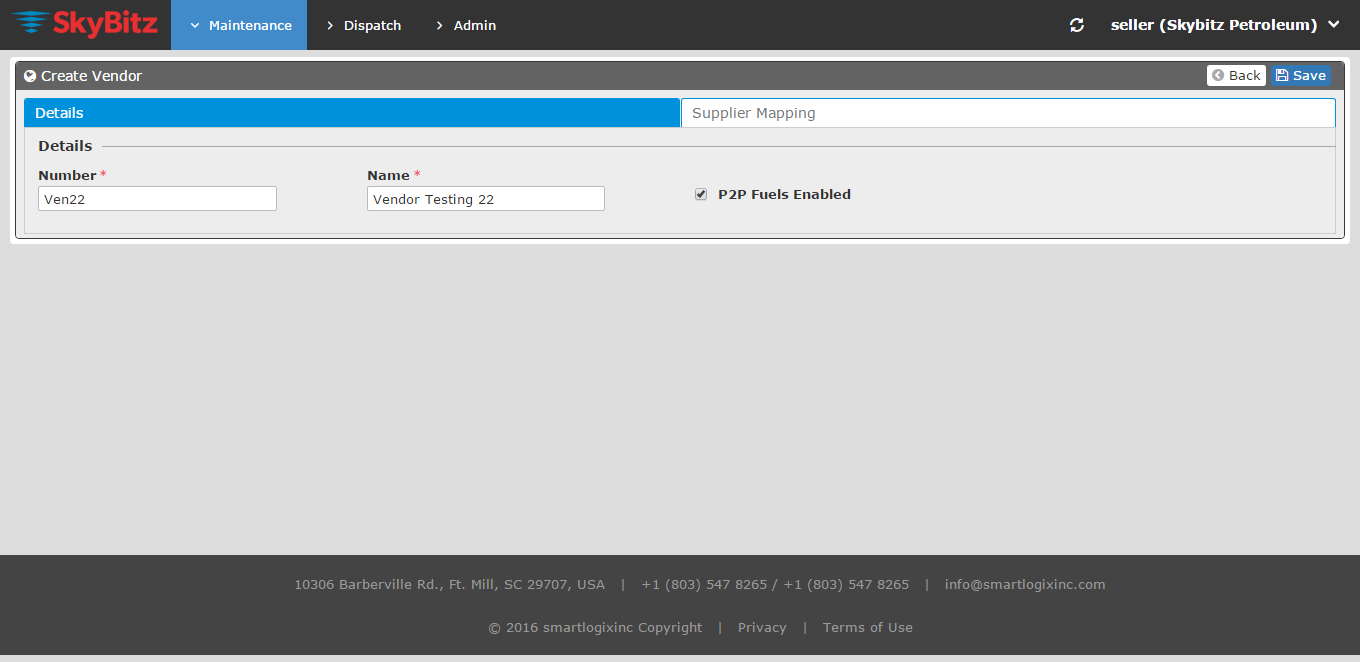 SkyBitz Maintenance Dispatch Admin seller (Skybitz Petroleum)
Create Vendor Back Save
Details Supplier Mapping
Details
Number * Name *
Ven22 Vendor Testing 22 P2P Fuels Enabled
10306 Barberville Rd., Ft. Mill, SC 29707, USA | +1 (803) 547 8265 / +1 (803) 547 8265 | info@smartlogixinc.com
© 2016 smartlogixinc Copyright | Privacy | Terms of Use